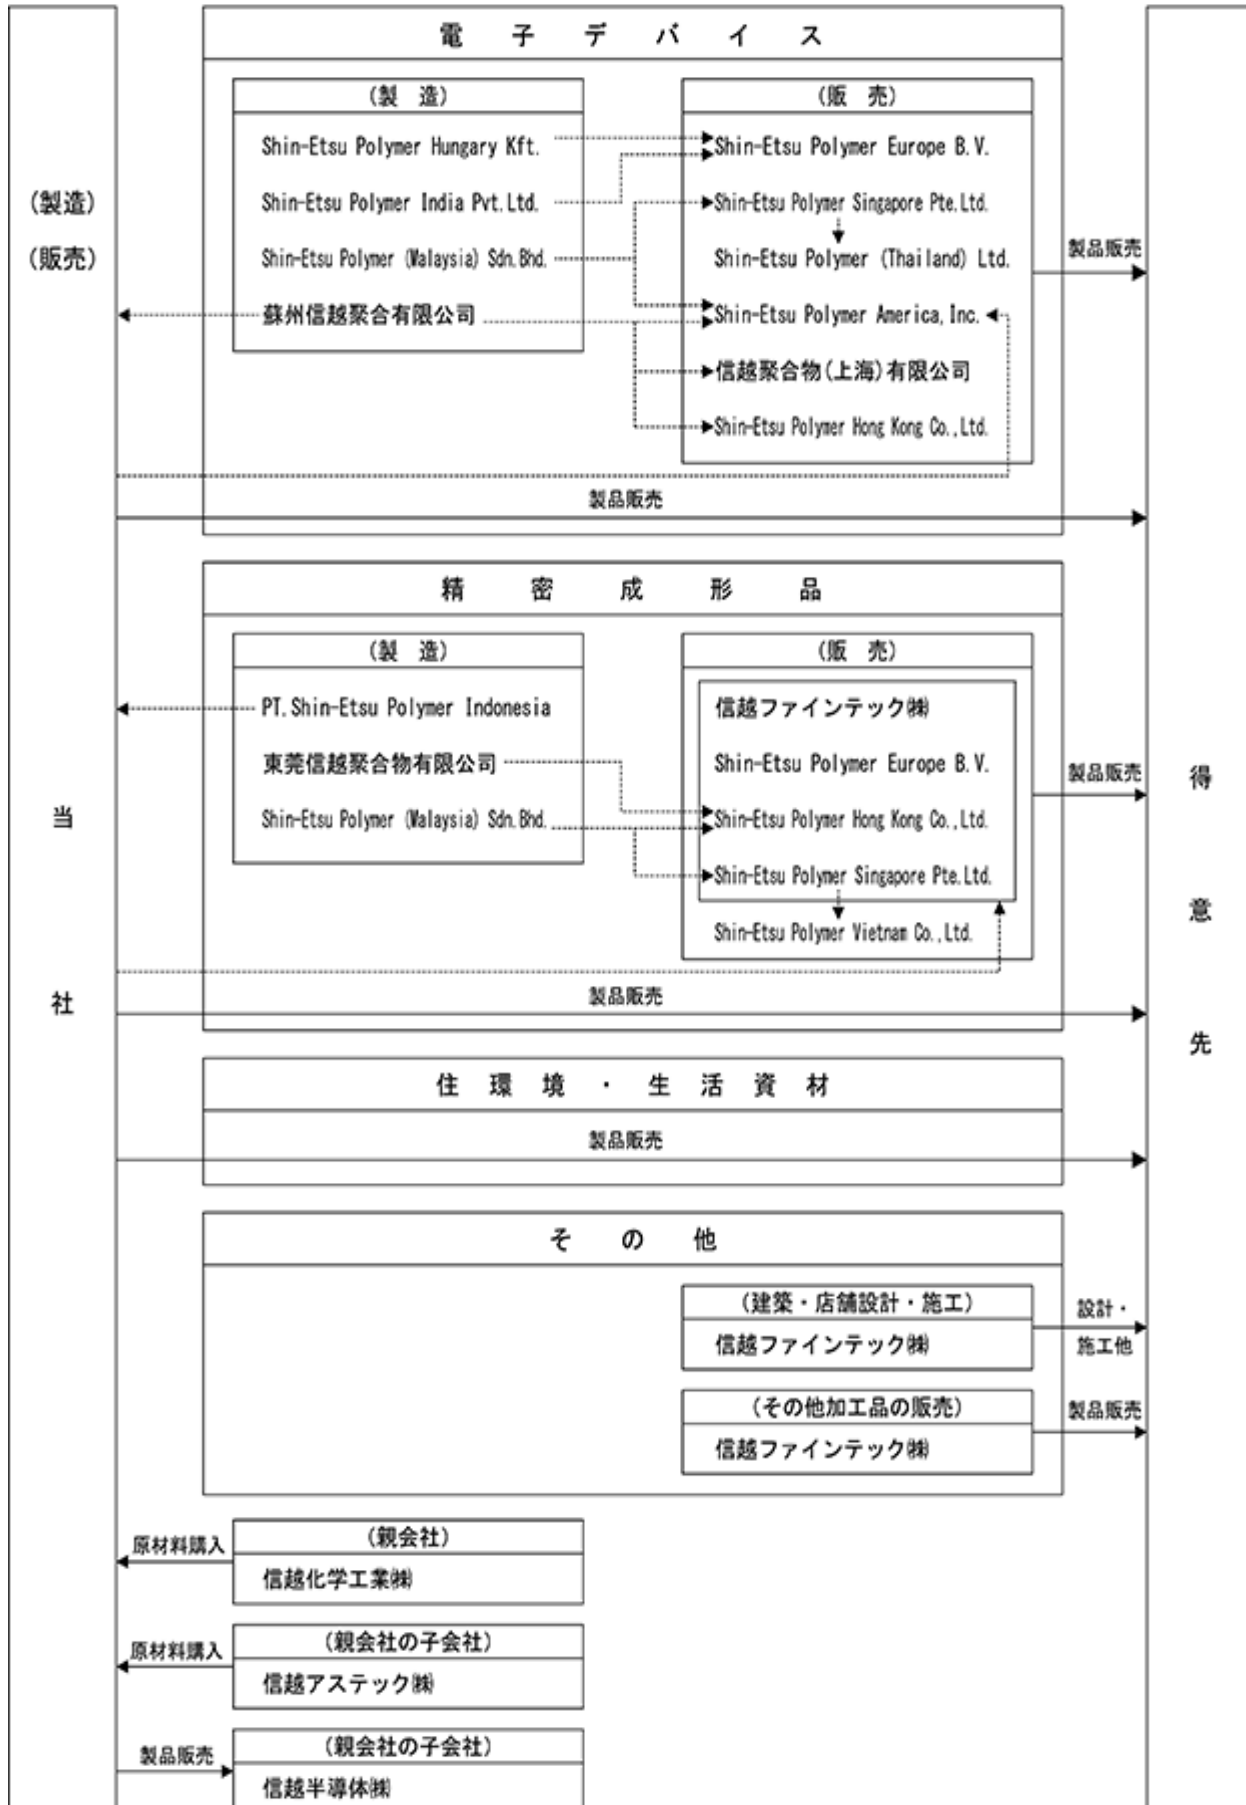 (製造)
(販売)
当社
電子デバイス
(製 造)
Shin-Etsu Polymer Hungary Kft.
Shin-Etsu Polymer India Pvt.Ltd.
Shin-Etsu Polymer (Malaysia) Sdn.Bhd.
蘇州信越聚合有限公司
(販 売)
Shin-Etsu Polymer Europe B.V.
Shin-Etsu Polymer Singapore Pte.Ltd.
Shin-Etsu Polymer (Thailand) Ltd.
Shin-Etsu Polymer America,Inc.
信越聚合物(上海)有限公司
Shin-Etsu Polymer Hong Kong Co.,Ltd.
製品販売
製品販売
精密成形品
(製 造)
PT.Shin-Etsu Polymer Indonesia
東莞信越聚合物有限公司
Shin-Etsu Polymer (Malaysia) Sdn.Bhd.
(販 売)
信越ファインテック㈱
Shin-Etsu Polymer Europe B.V.
Shin-Etsu Polymer Hong Kong Co.,Ltd.
Shin-Etsu Polymer Singapore Pte.Ltd.
Shin-Etsu Polymer Vietnam Co.,Ltd.
製品販売
製品販売
住環境・生活資材
製品販売
その他
(建築・店舗設計・施工)
信越ファインテック㈱
設計・
施工他
(その他加工品の販売)
信越ファインテック㈱
製品販売
得意先
原材料購入
(親会社)
信越化学工業㈱
原材料購入
(親会社の子会社)
信越アステック㈱
製品販売
(親会社の子会社)
信越半導体㈱